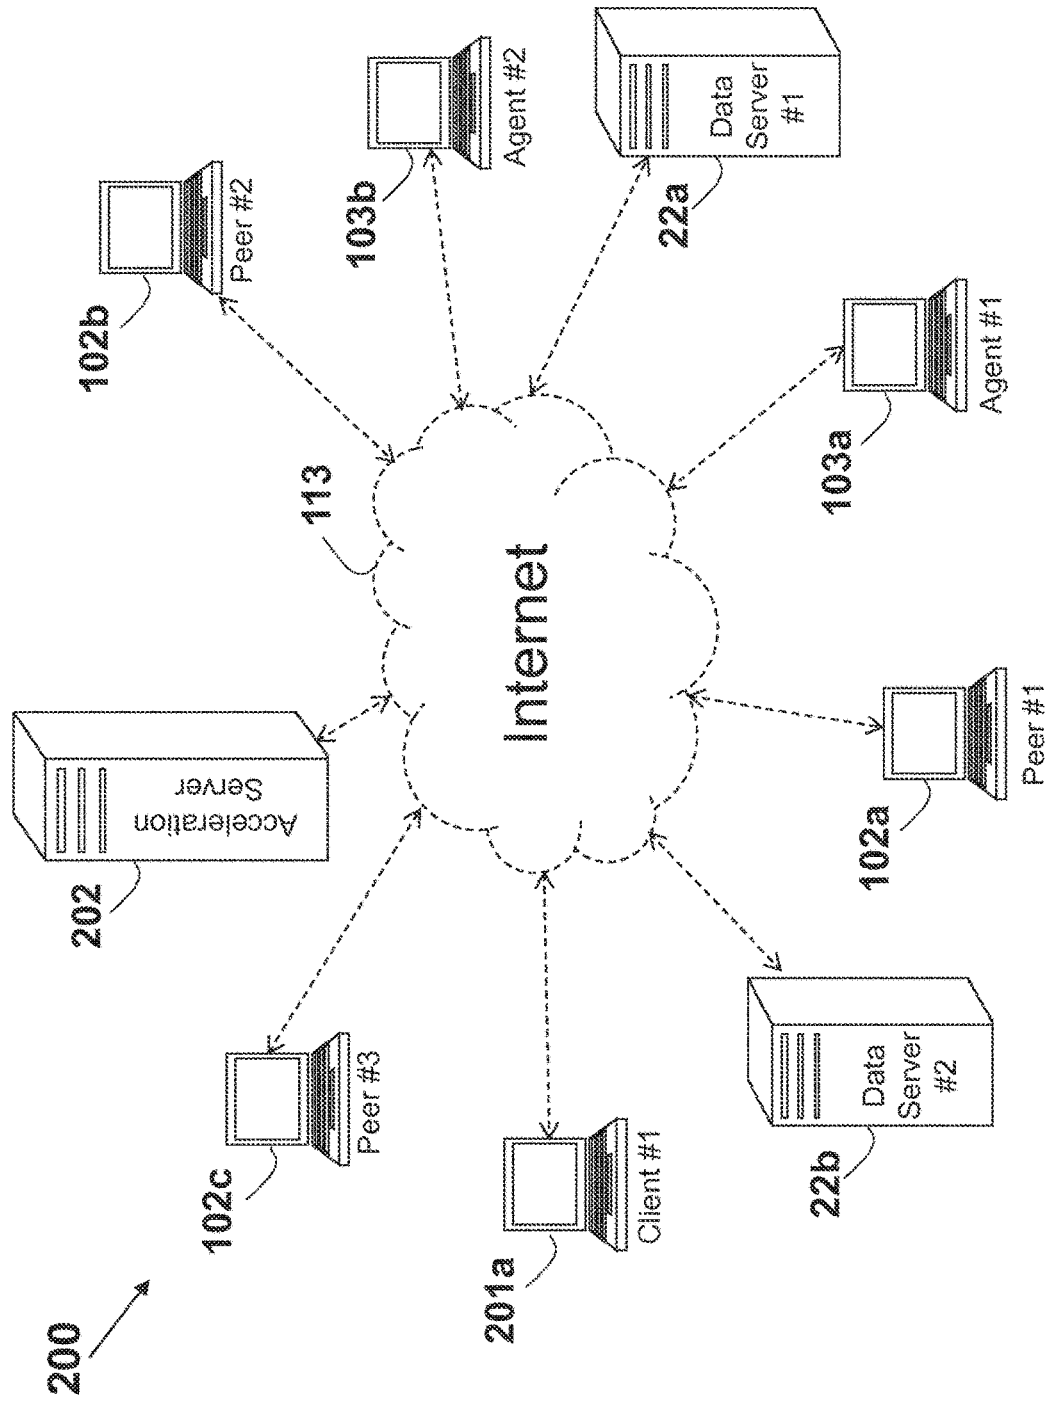 200
102c
Peer #3
202
Acceleration
Server
102b
Peer #2
113
103b
Agent #2
201a
Client #1
Internet
22a
Data
Server
#1
22b
Data
Server
#2
102a
Peer #1
103a
Agent #1